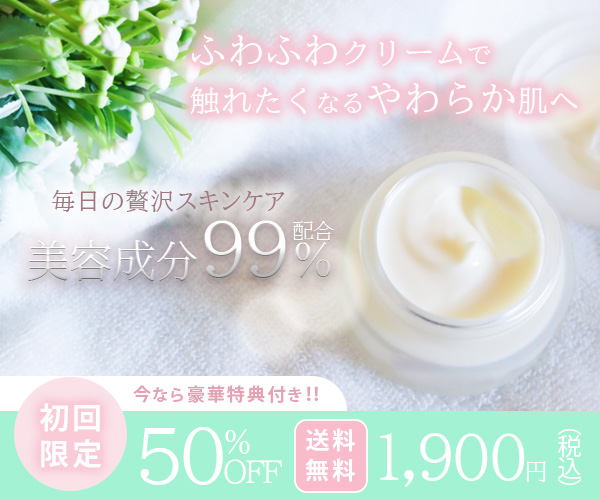 ふわふわクリームで
触れたくなるやわらか肌へ
毎日の贅沢スキンケア
美容成分99%配合
今なら豪華特典付き!!
初回
限定
50%OFF
送料
無料
1,900円(税込)